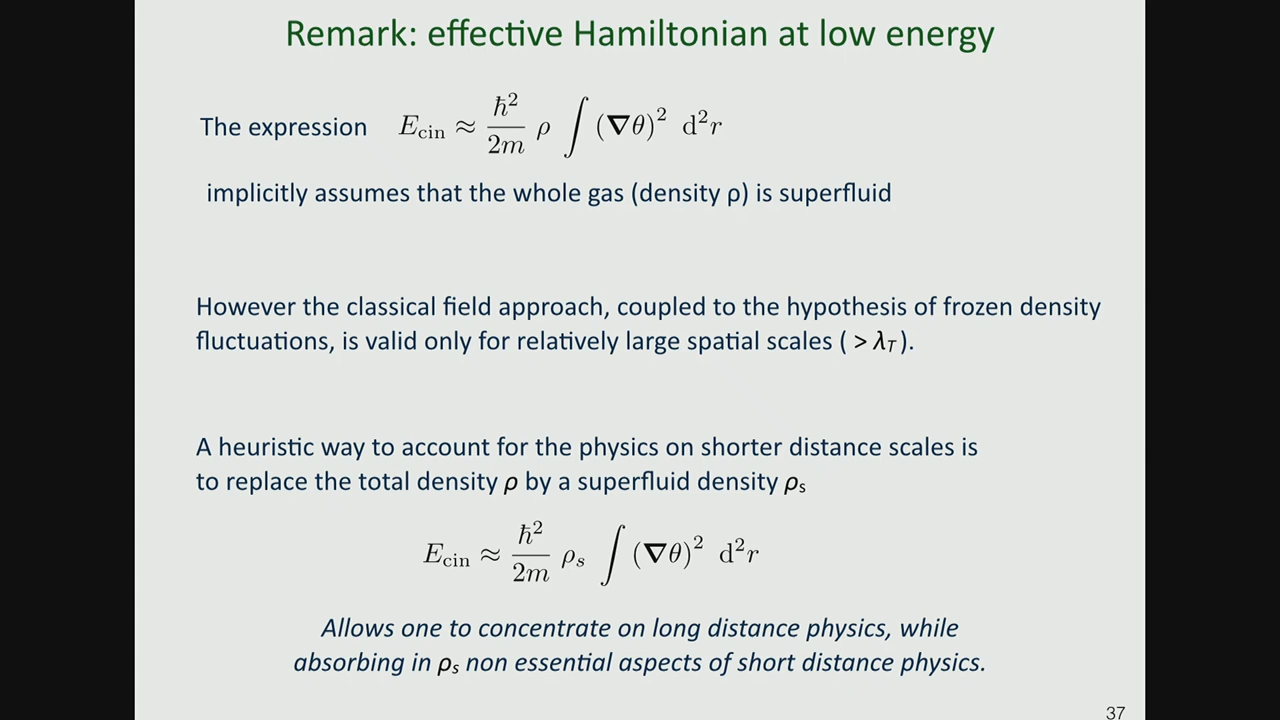 Remark: effective Hamiltonian at low energy
The expression E_cin ≈ ħ²/2m ρ ∫ (∇θ)² d²r
implicitly assumes that the whole gas (density ρ) is superfluid
However the classical field approach, coupled to the hypothesis of frozen density
fluctuations, is valid only for relatively large spatial scales ( > λ_T ).
A heuristic way to account for the physics on shorter distance scales is
to replace the total density ρ by a superfluid density ρ_s
E_cin ≈ ħ²/2m ρ_s ∫ (∇θ)² d²r
Allows one to concentrate on long distance physics, while
absorbing in ρ_s non essential aspects of short distance physics.
37